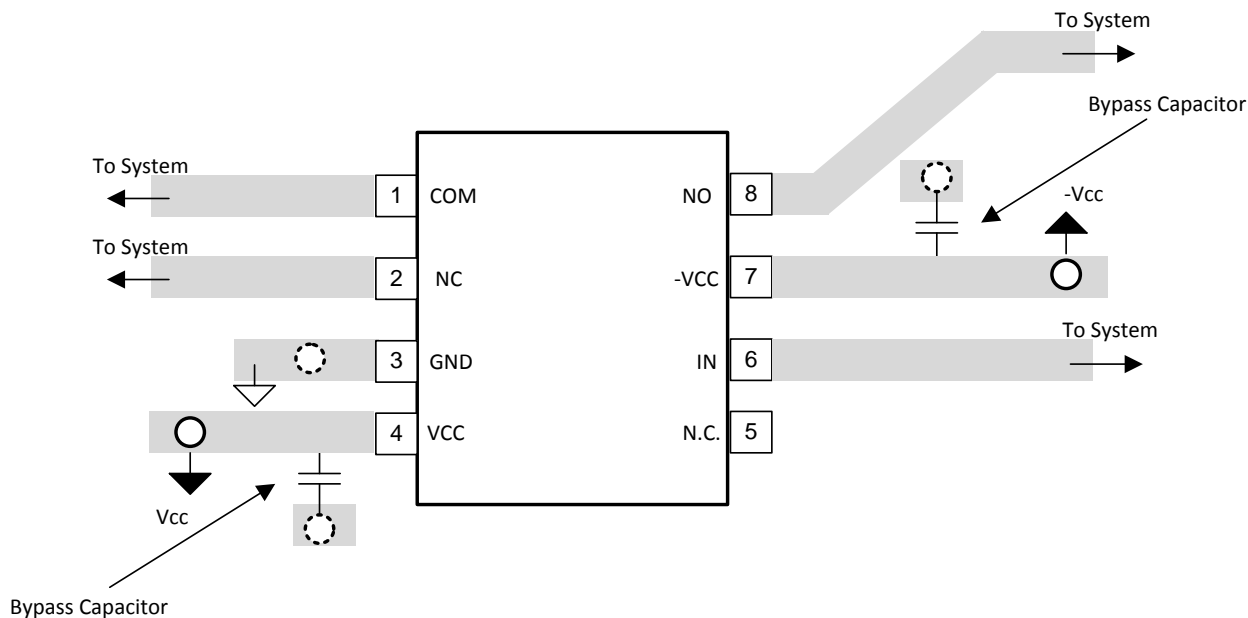 To System
Bypass Capacitor
To System
1 COM NO 8
-Vcc
To System
2 NC -VCC 7
To System
3 GND IN 6
4 VCC N.C. 5
Vcc
Bypass Capacitor